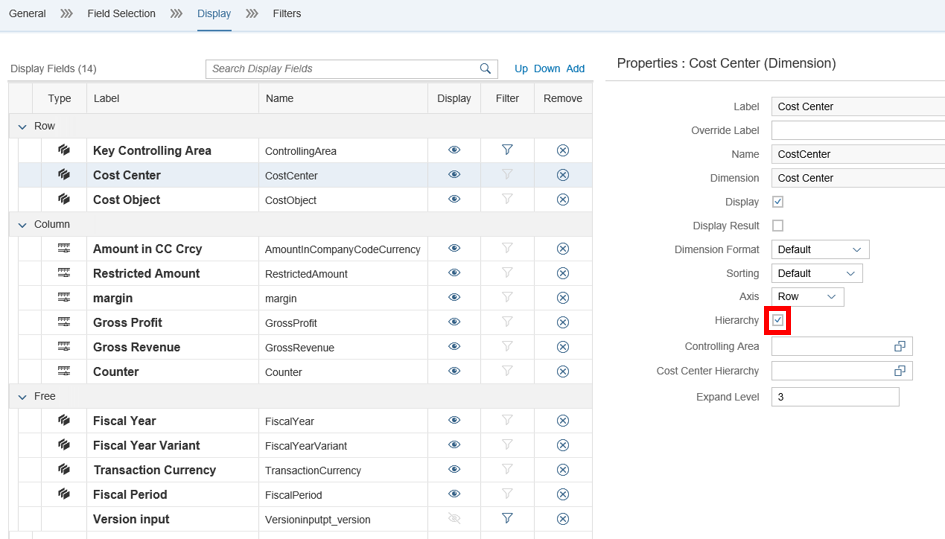 General Field Selection Display Filters
Display Fields (14) Search Display Fields Up Down Add
Type Label Name Display Filter Remove
Row
Key Controlling Area ControllingArea
Cost Center CostCenter
Cost Object CostObject
Column
Amount in CC Crcy AmountInCompanyCodeCurrency
Restricted Amount RestrictedAmount
margin margin
Gross Profit GrossProfit
Gross Revenue GrossRevenue
Counter Counter
Free
Fiscal Year FiscalYear
Fiscal Year Variant FiscalYearVariant
Transaction Currency TransactionCurrency
Fiscal Period FiscalPeriod
Version input Versioninputpt_version
Properties : Cost Center (Dimension)
Label Cost Center
Override Label
Name CostCenter
Dimension Cost Center
Display
Display Result
Dimension Format Default
Sorting Default
Axis Row
Hierarchy
Controlling Area
Cost Center Hierarchy
Expand Level 3